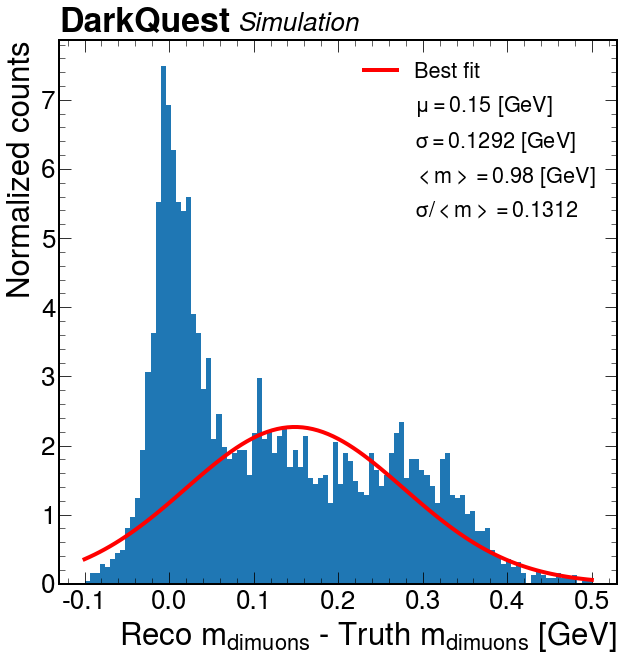 DarkQuest Simulation
Normalized counts
Best fit
μ = 0.15 [GeV]
σ = 0.1292 [GeV]
< m > = 0.98 [GeV]
σ/< m > = 0.1312
7
6
5
4
3
2
1
0
-0.1 0.0 0.1 0.2 0.3 0.4 0.5
Reco m_dimuons - Truth m_dimuons [GeV]